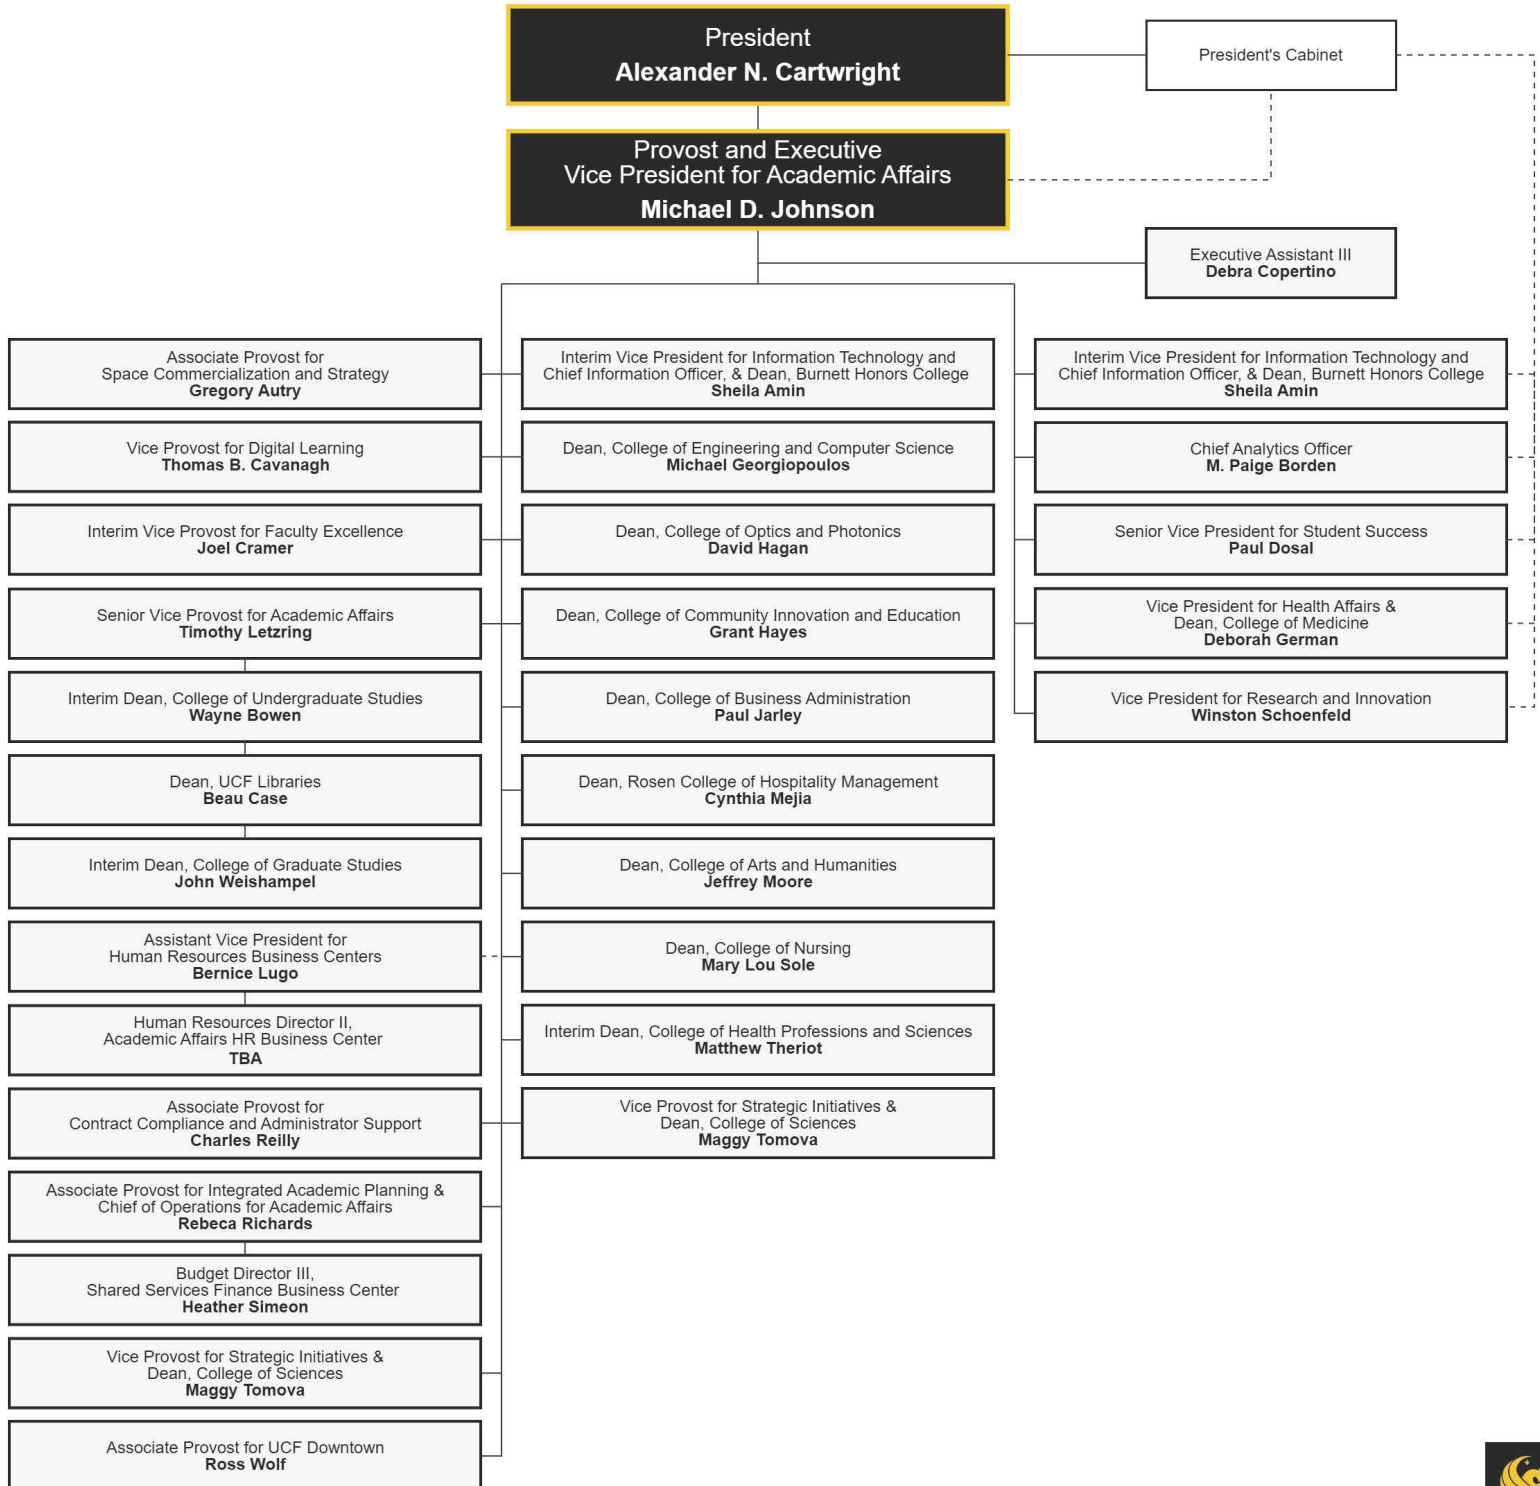 President
Alexander N. Cartwright
President's Cabinet
Provost and Executive
Vice President for Academic Affairs
Michael D. Johnson
Executive Assistant III
Debra Copertino
Associate Provost for
Space Commercialization and Strategy
Gregory Autry
Vice Provost for Digital Learning
Thomas B. Cavanagh
Interim Vice Provost for Faculty Excellence
Joel Cramer
Senior Vice Provost for Academic Affairs
Timothy Letzring
Interim Dean, College of Undergraduate Studies
Wayne Bowen
Dean, UCF Libraries
Beau Case
Interim Dean, College of Graduate Studies
John Weishampel
Assistant Vice President for
Human Resources Business Centers
Bernice Lugo
Human Resources Director II,
Academic Affairs HR Business Center
TBA
Associate Provost for
Contract Compliance and Administrator Support
Charles Reilly
Associate Provost for Integrated Academic Planning &
Chief of Operations for Academic Affairs
Rebeca Richards
Budget Director III,
Shared Services Finance Business Center
Heather Simeon
Vice Provost for Strategic Initiatives &
Dean, College of Sciences
Maggy Tomova
Associate Provost for UCF Downtown
Ross Wolf
Interim Vice President for Information Technology and
Chief Information Officer, & Dean, Burnett Honors College
Sheila Amin
Dean, College of Engineering and Computer Science
Michael Georgiopoulos
Dean, College of Optics and Photonics
David Hagan
Dean, College of Community Innovation and Education
Grant Hayes
Dean, College of Business Administration
Paul Jarley
Dean, Rosen College of Hospitality Management
Cynthia Mejia
Dean, College of Arts and Humanities
Jeffrey Moore
Dean, College of Nursing
Mary Lou Sole
Interim Dean, College of Health Professions and Sciences
Matthew Theriot
Vice Provost for Strategic Initiatives &
Dean, College of Sciences
Maggy Tomova
Interim Vice President for Information Technology and
Chief Information Officer, & Dean, Burnett Honors College
Sheila Amin
Chief Analytics Officer
M. Paige Borden
Senior Vice President for Student Success
Paul Dosal
Vice President for Health Affairs &
Dean, College of Medicine
Deborah German
Vice President for Research and Innovation
Winston Schoenfeld